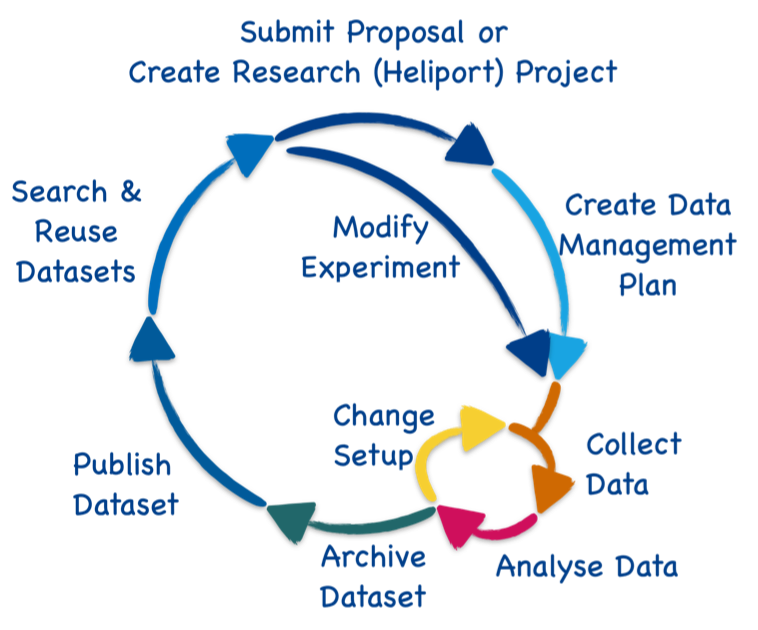 Submit Proposal or
Create Research (Heliport) Project
Search &
Reuse
Datasets
Modify
Experiment
Create Data
Management
Plan
Change
Setup
Collect
Data
Publish
Dataset
Archive
Dataset
Analyse Data